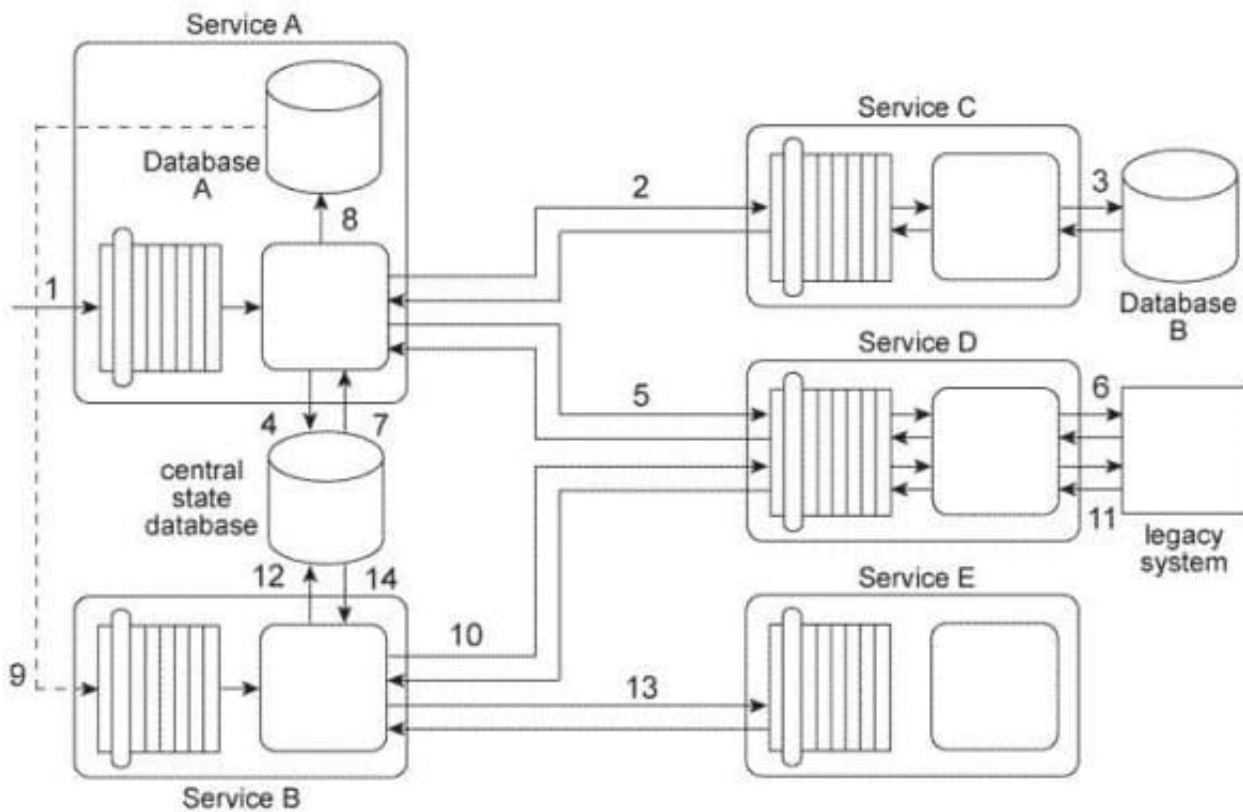 Service A
Database
A
8
1
2
Service C
3
Database
B
Service D
5
6
4
7
central
state
database
11
legacy
system
12
14
Service E
10
9
13
Service B